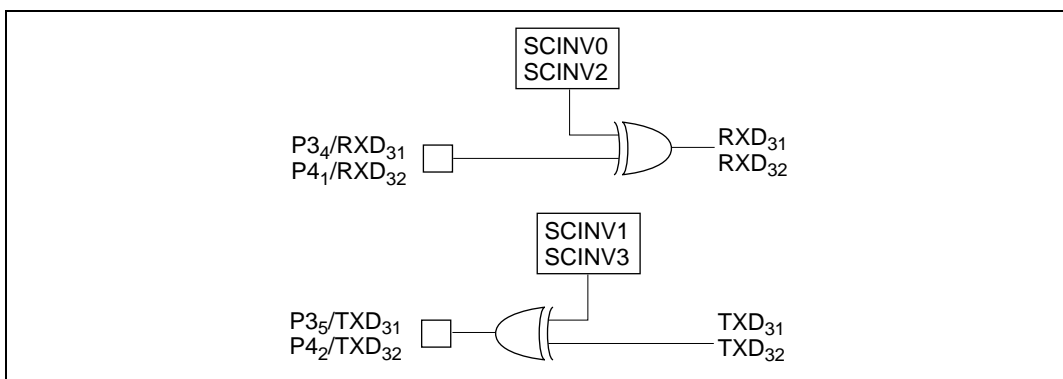 SCINV0
SCINV2
P3₄/RXD₃₁
P4₁/RXD₃₂
RXD₃₁
RXD₃₂
SCINV1
SCINV3
P3₅/TXD₃₁
P4₂/TXD₃₂
TXD₃₁
TXD₃₂